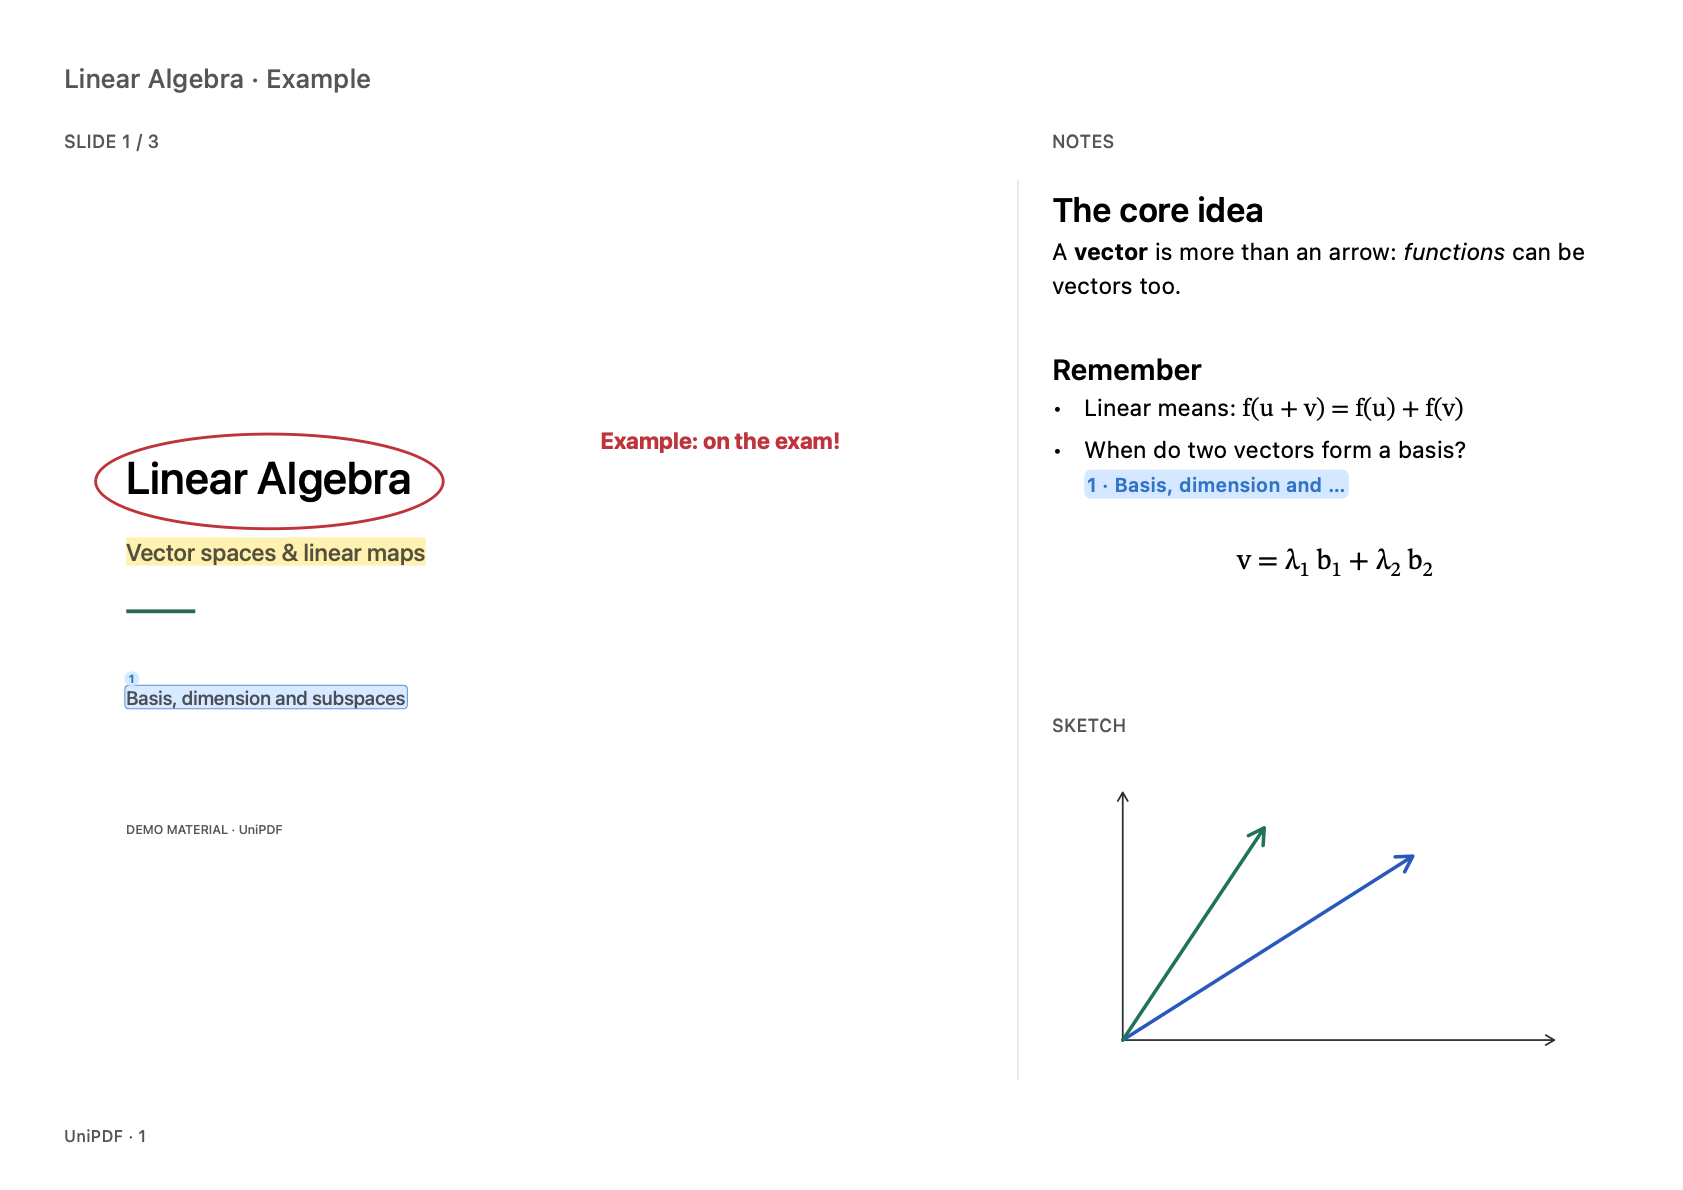 Linear Algebra · Example
SLIDE 1 / 3
Example: on the exam!
Linear Algebra
Vector spaces & linear maps
1
Basis, dimension and subspaces
DEMO MATERIAL · UniPDF
NOTES
The core idea
A vector is more than an arrow: functions can be
vectors too.
Remember
• Linear means: f(u + v) = f(u) + f(v)
• When do two vectors form a basis?
1 · Basis, dimension and ...
v = λ₁ b₁ + λ₂ b₂
SKETCH
UniPDF · 1